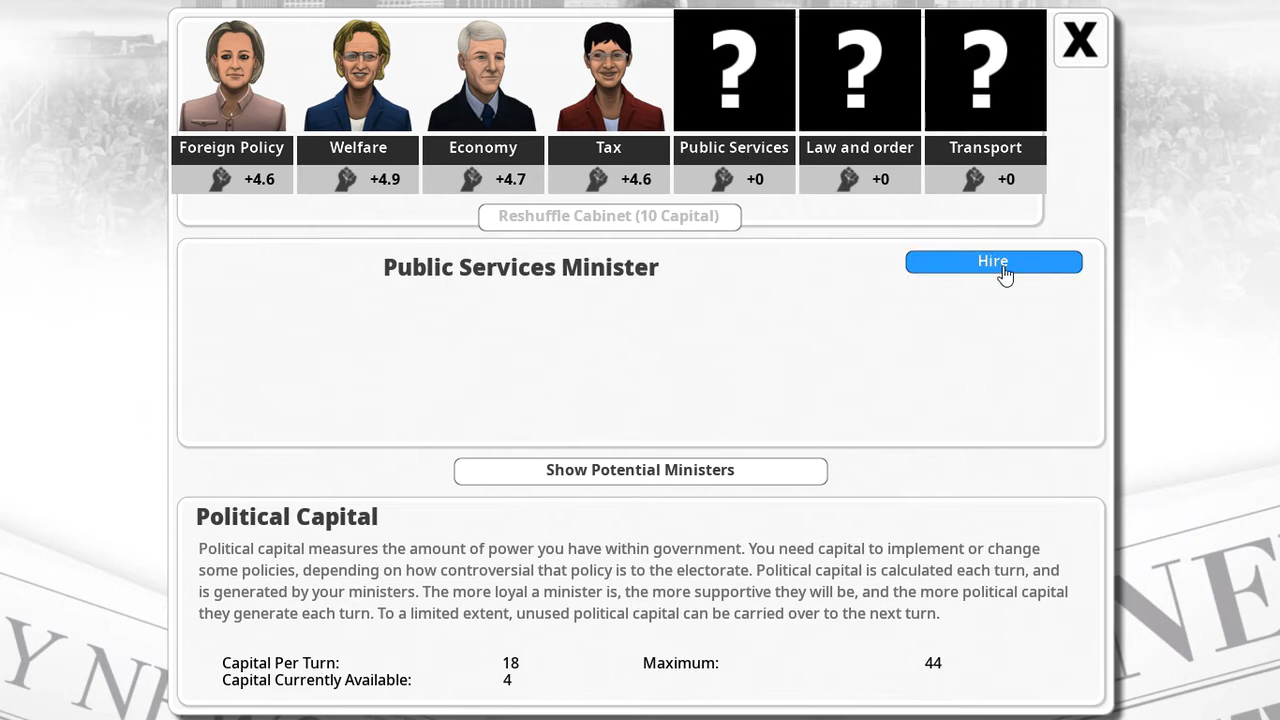 ? ? ? X
Foreign Policy Welfare Economy Tax Public Services Law and order Transport
+4.6 +4.9 +4.7 +4.6 +0 +0 +0
Reshuffle Cabinet (10 Capital)
Public Services Minister
Hire
Show Potential Ministers
Political Capital
Political capital measures the amount of power you have within government. You need capital to implement or change
some policies, depending on how controversial that policy is to the electorate. Political capital is calculated each turn, and
is generated by your ministers. The more loyal a minister is, the more supportive they will be, and the more political capital
they generate each turn. To a limited extent, unused political capital can be carried over to the next turn.
Capital Per Turn: 18 Maximum: 44
Capital Currently Available: 4